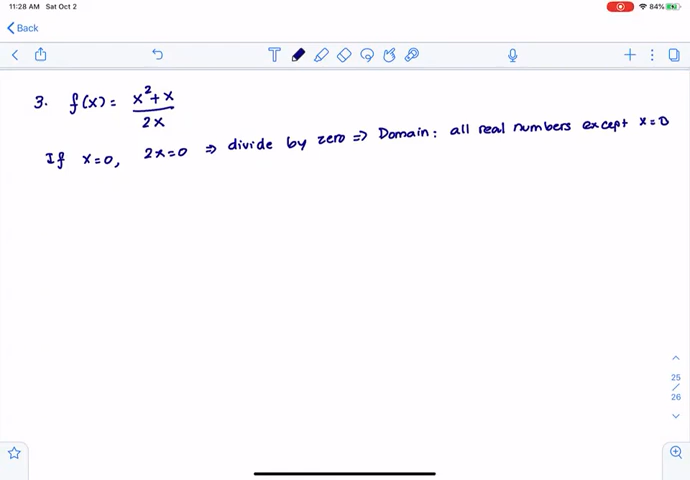 11:28 AM Sat Oct 2
84%
Back
3. f(x) = x²+x / 2x
If x=0, 2x=0 ⇒ divide by zero ⇒ Domain: all real numbers except x=0
25
/
26